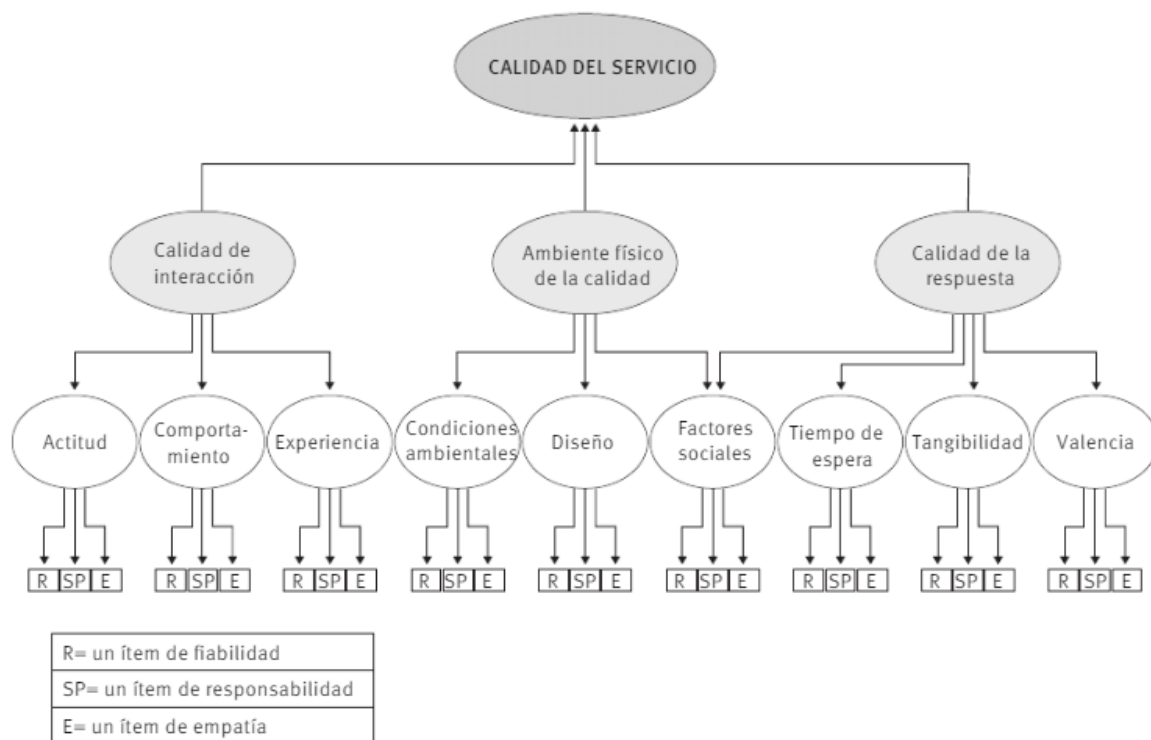 CALIDAD DEL SERVICIO
Calidad de
interacción
Ambiente físico
de la calidad
Calidad de la
respuesta
Actitud
Comporta-
miento
Experiencia
Condiciones
ambientales
Diseño
Factores
sociales
Tiempo de
espera
Tangibilidad
Valencia
R SP E
R SP E
R SP E
R SP E
R SP E
R SP E
R SP E
R SP E
R SP E
R= un ítem de fiabilidad
SP= un ítem de responsabilidad
E= un ítem de empatía